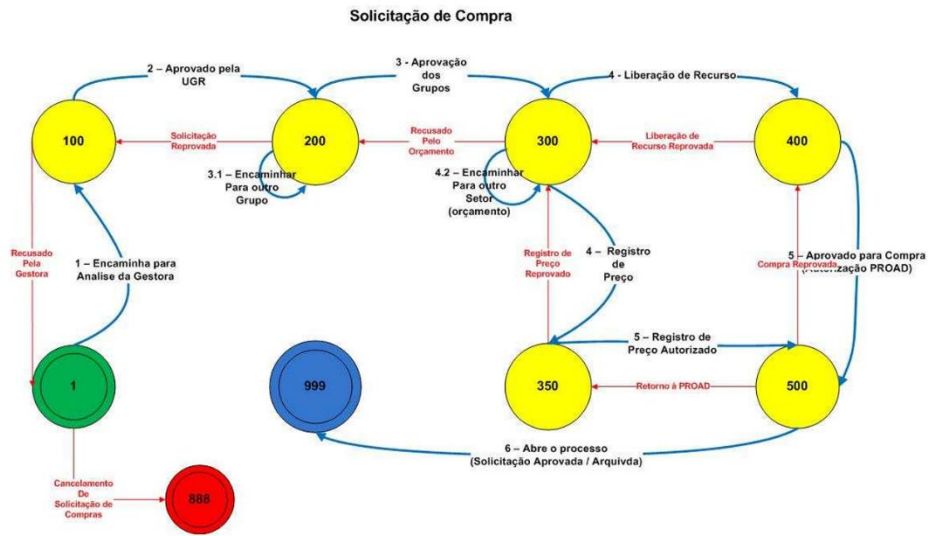 Solicitação de Compra
2 – Aprovado pela
UGR
3 - Aprovação
dos
Grupos
4 - Liberação de Recurso
100
Solicitação
Reprovada
200
Recusado
Pelo
Orçamento
300
Liberação de
Recurso Reprovada
400
3.1 – Encaminhar
Para outro
Grupo
4.2 – Encaminar
Para outro
Setor
(orçamento)
Recusado
Pela
Gestora
1 – Encaminha para
Analise da Gestora
Registro de
Preço
Reprovado
4 – Registro
de
Preço
Compra Reprovada
5 – Aprovado para Compra
(Autorização PROAD)
5 – Registro de
Preço Autorizado
1
999
350
Retorno à PROAD
500
6 – Abre o processo
(Solicitação Aprovada / Arquivda)
Cancelamento
De
Solicitação de
Compras
888